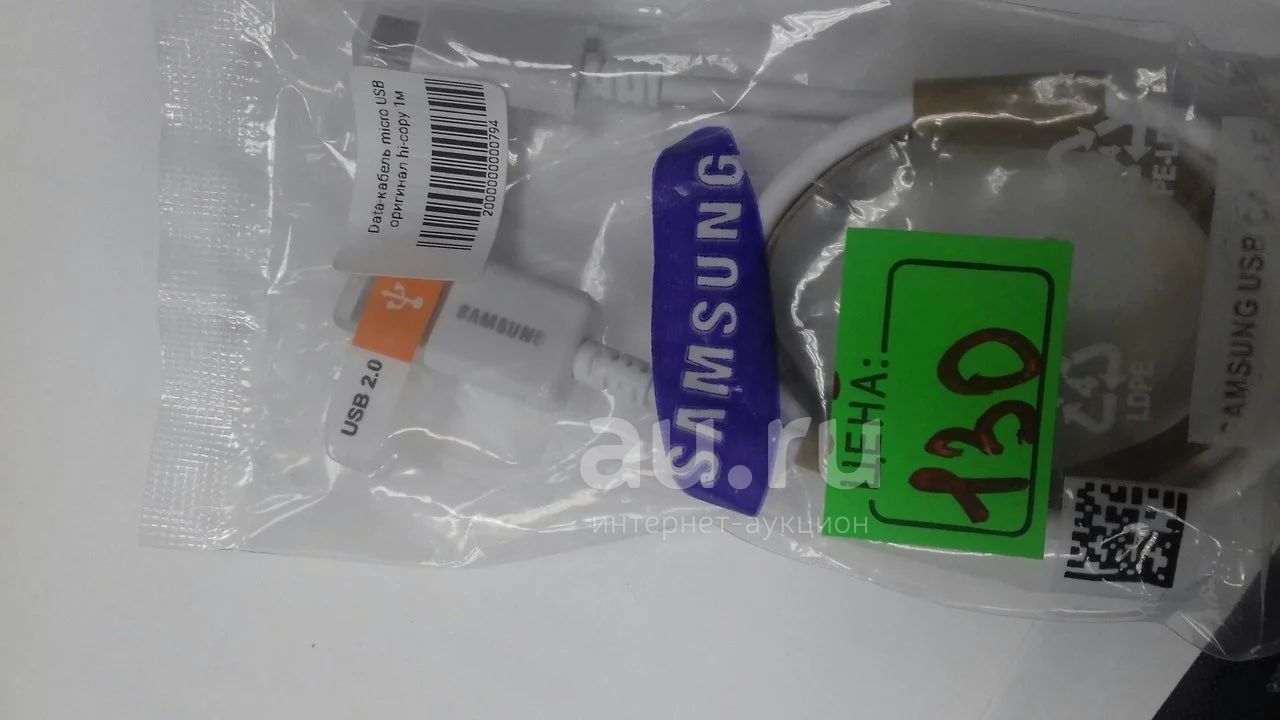 Data-кабель micro USB
оригинал hi-copy 1м
2000000000794
USB 2.0
SAMSUNG
SAMSUNG
ЦЕНА:
130
PE-L
LDPE
SAMSUNG USB
au.ru
интернет-аукцион